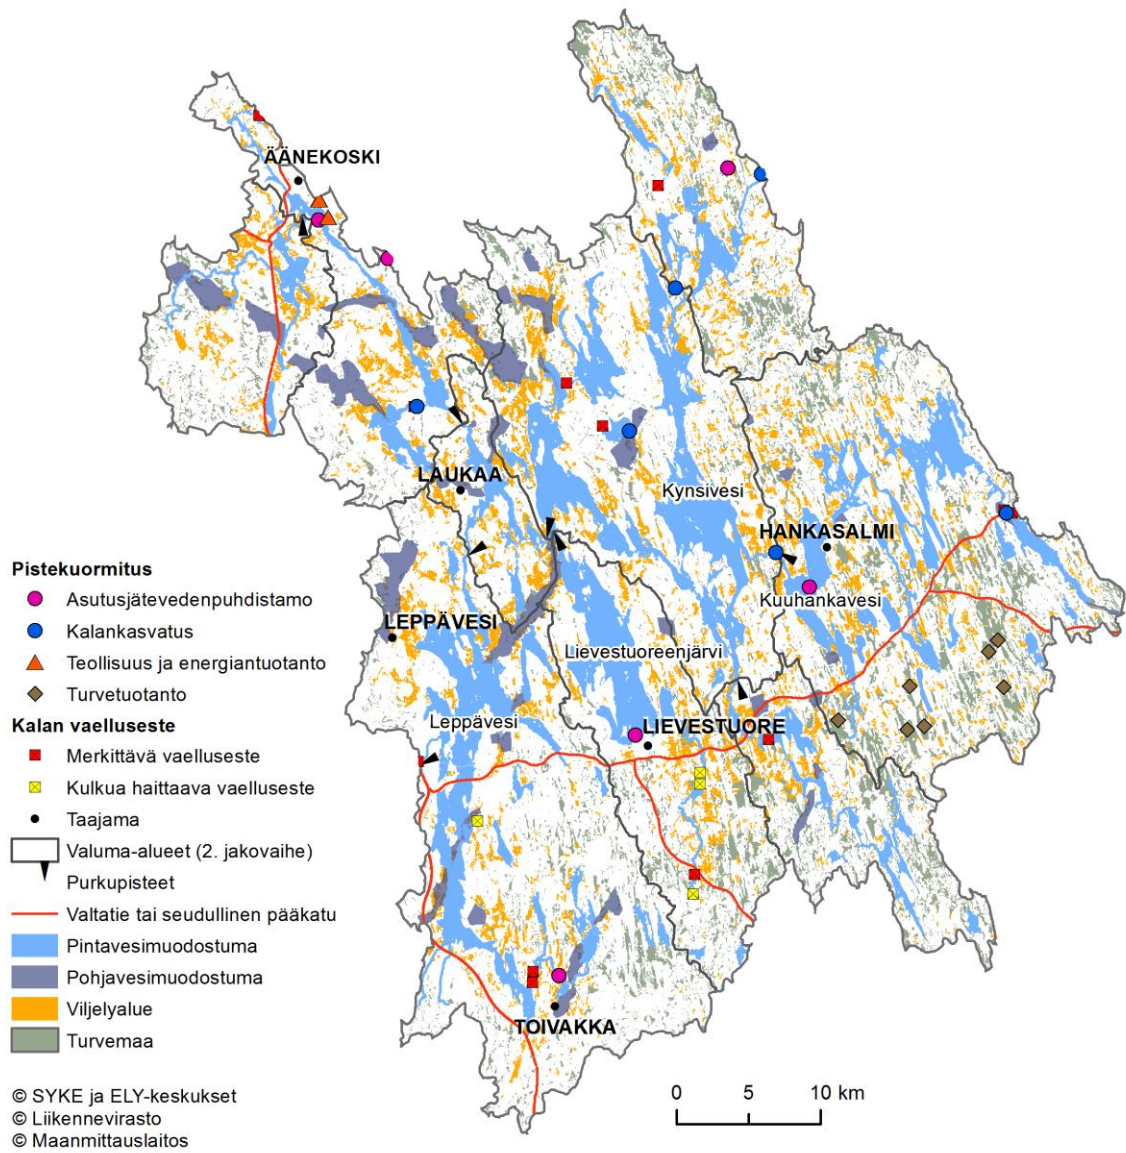 ÄÄNEKOSKI
LAUKAA
Kynsivesi
HANKASALMI
Kuuhankavesi
LEPPÄVESI
Lievestuoreenjärvi
Leppävesi
LIEVESTUORE
TOIVAKKA
Pistekuormitus
Asutusjätevedenpuhdistamo
Kalankasvatus
Teollisuus ja energiantuotanto
Turvetuotanto
Kalan vaelluseste
Merkittävä vaelluseste
Kulkua haittaava vaelluseste
Taajama
Valuma-alueet (2. jakovaihe)
Purkupisteet
Valtatie tai seudullinen pääkatu
Pintavesimuodostuma
Pohjavesimuodostuma
Viljelyalue
Turvemaa
© SYKE ja ELY-keskukset
© Liikennevirasto
© Maanmittauslaitos
0 5 10 km